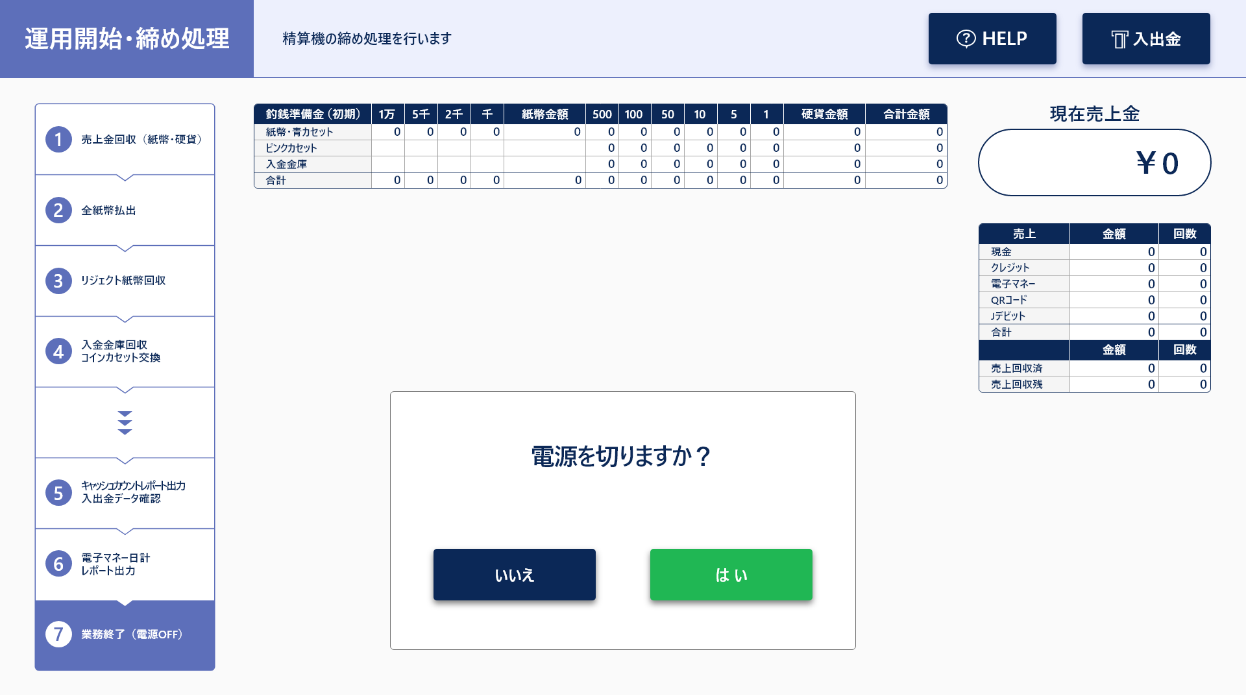 運用開始・締め処理
精算機の締め処理を行います
HELP
入出金
1 売上金回収（紙幣・硬貨）
2 全紙幣払出
3 リジェクト紙幣回収
4 入金金庫回収
コインカセット交換
5 キャッシュカウントレポート出力
入出金データ確認
6 電子マネー日計
レポート出力
7 業務終了（電源OFF）
釣銭準備金（初期） 1万 5千 2千 千 紙幣金額 500 100 50 10 5 1 硬貨金額 合計金額
紙幣・青カセット 0 0 0 0 0 0 0 0 0 0 0 0 0
ピンクカセット 0 0 0 0 0 0 0 0
入金金庫 0 0 0 0 0 0 0 0
合計 0 0 0 0 0 0 0 0 0 0 0 0 0
現在売上金
￥0
売上 金額 回数
現金 0 0
クレジット 0 0
電子マネー 0 0
QRコード 0 0
Jデビット 0 0
合計 0 0
金額 回数
売上回収済 0 0
売上回収残 0 0
電源を切りますか？
いいえ
はい